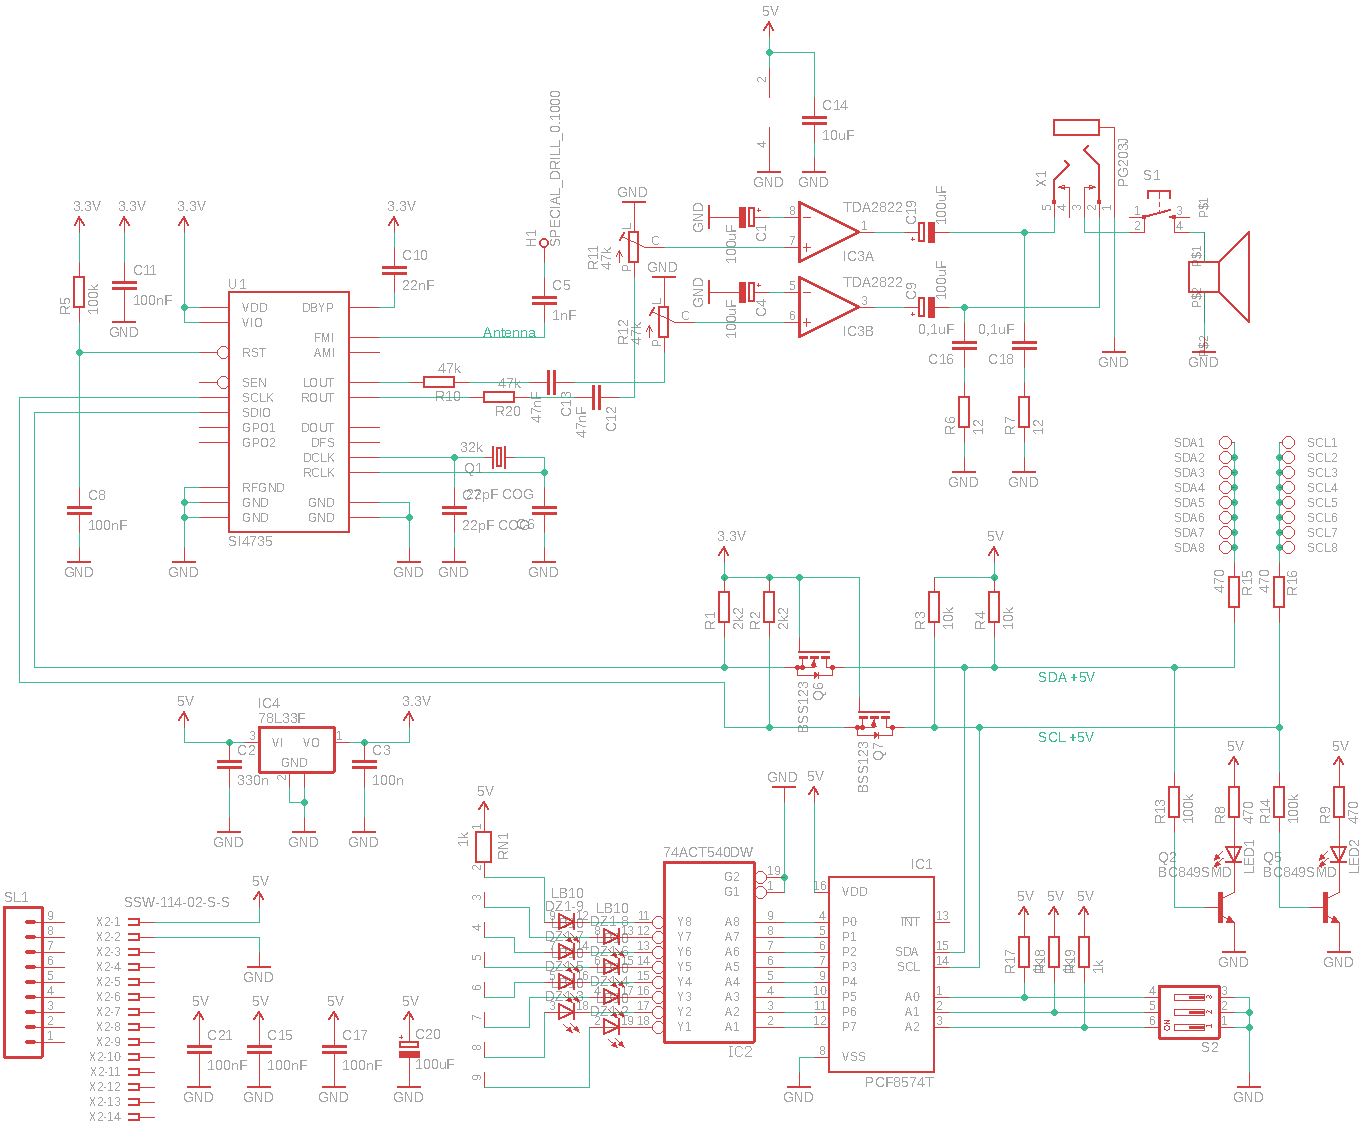 5V
2
4
C14
10uF
GND
GND
SPECIAL_DRILL_0.1000
H1
3.3V
3.3V
3.3V
3.3V
R5
100k
C11
100nF
GND
C10
22nF
C5
1nF
Antenna
U1
VDD
VIO
RST
SEN
SCLK
SDIO
GPO1
GPO2
RFGND
GND
GND
DBYP
FMI
AMI
LOUT
ROUT
DOUT
DFS
DCLK
RCLK
GND
GND
SI4735
C8
100nF
GND
GND
GND
GND
GND
47k
R10
47k
R20
47nF
C13
47nF
C12
32k
Q1
22pF COG
22pF COG
GND
R11
47k
L
P
C
GND
R12
47k
L
P
C
GND
100uF
C1
GND
100uF
C4
8
7
1
TDA2822
IC3A
5
6
3
TDA2822
IC3B
C19
100uF
C9
100uF
0,1uF
C16
0,1uF
C18
R6
12
R7
12
GND
GND
X1
PG203J
5
4
3
2
1
GND
S1
1
2
3
4
P$1
P$1
P$2
P$2
GND
SDA1
SDA2
SDA3
SDA4
SDA5
SDA6
SDA7
SDA8
SCL1
SCL2
SCL3
SCL4
SCL5
SCL6
SCL7
SCL8
470
R15
470
R16
3.3V
R1
2k2
R2
2k2
5V
R3
10k
R4
10k
BSS123
Q6
BSS123
Q7
SDA +5V
SCL +5V
5V
IC4
78L33F
3
VI
VO
1
GND
2
3.3V
C2
330n
C3
100n
GND
GND
GND
5V
1k
RN1
1
2
3
4
5
6
7
8
9
LB10
DZ1-9
LB10
DZ1-8
74ACT540DW
G2
G1
19
1
Y8
Y7
Y6
Y5
Y4
Y3
Y2
Y1
11
12
13
14
15
16
17
18
A8
A7
A6
A5
A4
A3
A2
A1
9
8
7
6
5
4
3
2
IC2
GND
5V
IC1
16
VDD
4
P0
5
P1
6
P2
7
P3
9
P4
10
P5
11
P6
12
P7
8
VSS
INT
13
SDA
15
SCL
14
A0
1
A1
2
A2
3
PCF8574T
GND
5V
5V
5V
R17
R19
1k
4
5
6
3
2
1
ON
S2
GND
R13
100k
5V
R8
470
LED1
Q2
BC849SMD
GND
R14
100k
5V
R9
470
LED2
Q5
BC849SMD
GND
SL1
9
8
7
6
5
4
3
2
1
SSW-114-02-S-S
X2-1
X2-2
X2-3
X2-4
X2-5
X2-6
X2-7
X2-8
X2-9
X2-10
X2-11
X2-12
X2-13
X2-14
5V
GND
5V
C21
100nF
GND
5V
C15
100nF
GND
5V
C17
100nF
GND
5V
C20
100uF
GND